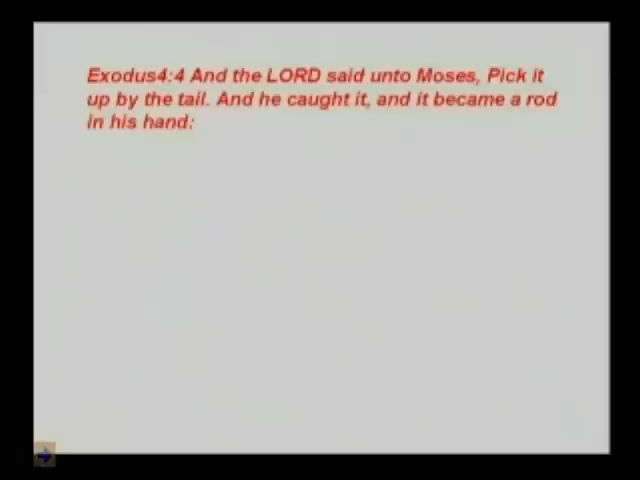 Exodus4:4 And the LORD said unto Moses, Pick it
up by the tail. And he caught it, and it became a rod
in his hand: